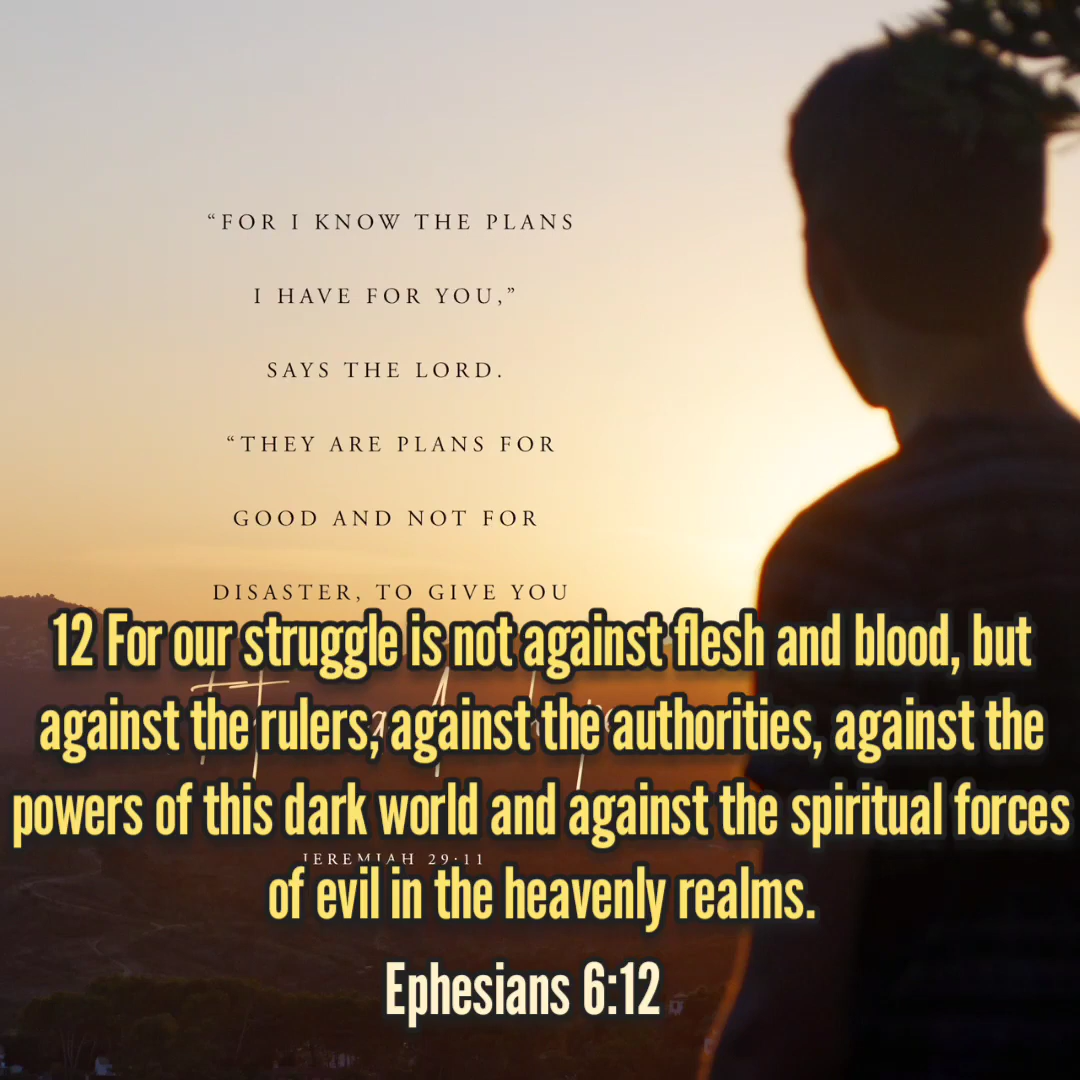 “FOR I KNOW THE PLANS
I HAVE FOR YOU,”
SAYS THE LORD.
“THEY ARE PLANS FOR
GOOD AND NOT FOR
DISASTER, TO GIVE YOU
12 For our struggle is not against flesh and blood, but
against the rulers, against the authorities, against the
powers of this dark world and against the spiritual forces
JEREMIAH 29:11
of evil in the heavenly realms.
Ephesians 6:12